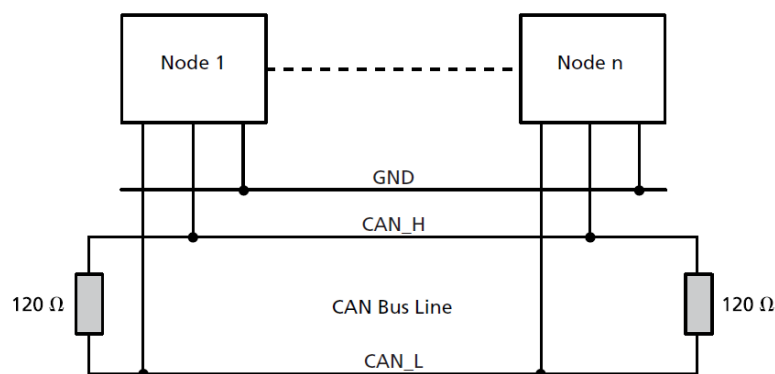 Node 1
Node n
GND
CAN_H
120 Ω
CAN Bus Line
120 Ω
CAN_L